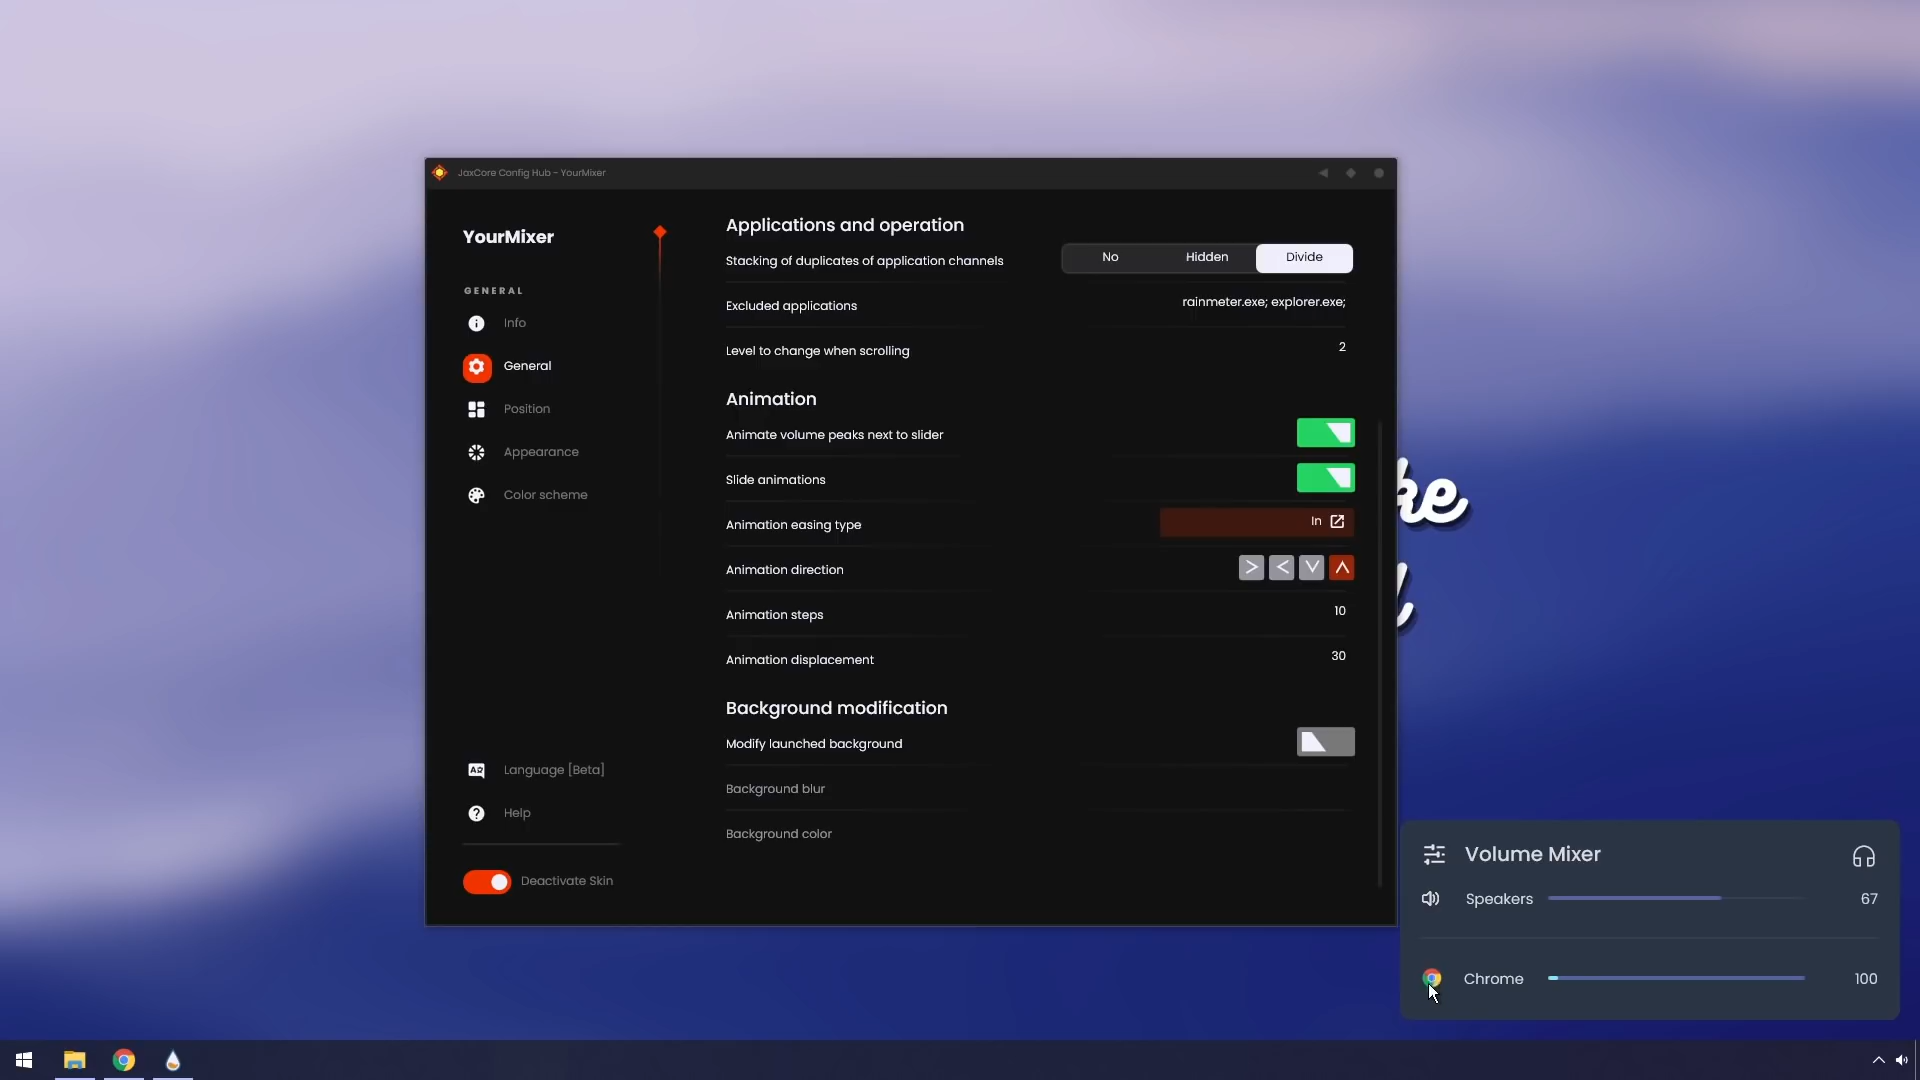 JaxCore Config Hub - YourMixer
YourMixer
GENERAL
Info
General
Position
Appearance
Color scheme
Language [Beta]
Help
Deactivate Skin
Applications and operation
Stacking of duplicates of application channels
No
Hidden
Divide
Excluded applications
rainmeter.exe; explorer.exe;
Level to change when scrolling
2
Animation
Animate volume peaks next to slider
Slide animations
Animation easing type
In
Animation direction
Animation steps
10
Animation displacement
30
Background modification
Modify launched background
Background blur
Background color
Volume Mixer
Speakers
67
Chrome
100